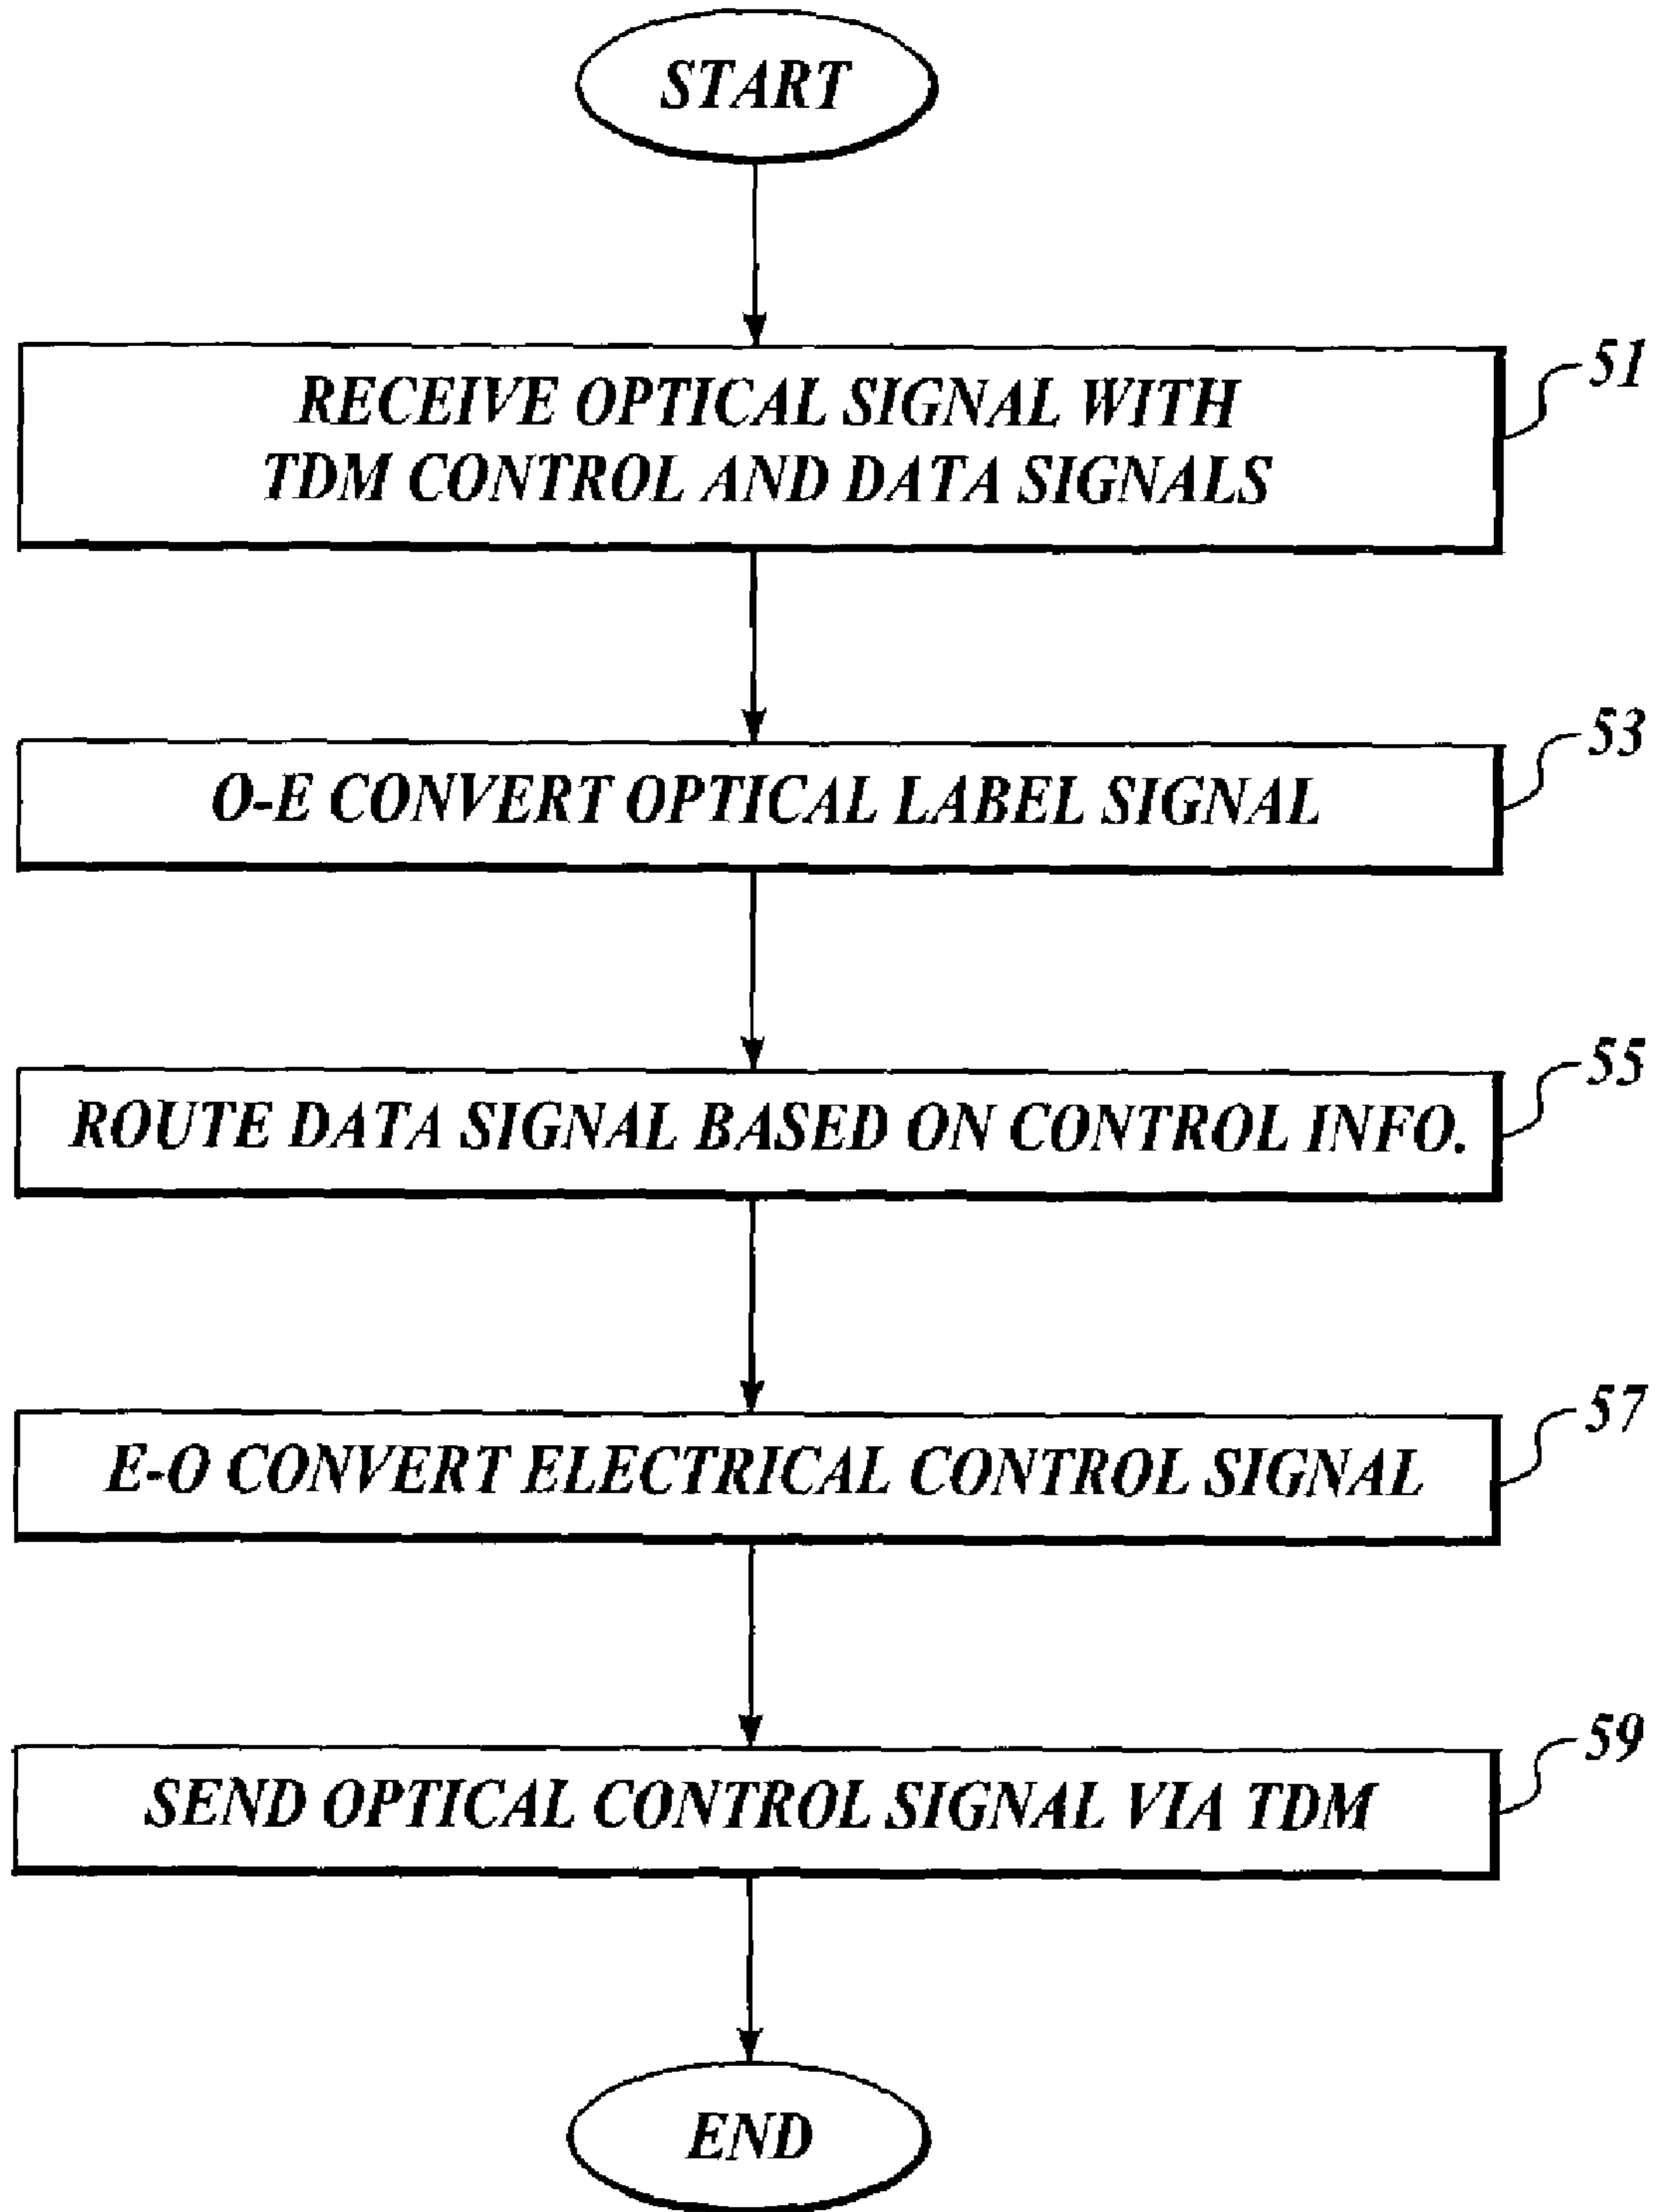 START
RECEIVE OPTICAL SIGNAL WITH
TDM CONTROL AND DATA SIGNALS
51
O-E CONVERT OPTICAL LABEL SIGNAL
53
ROUTE DATA SIGNAL BASED ON CONTROL INFO.
55
E-O CONVERT ELECTRICAL CONTROL SIGNAL
57
SEND OPTICAL CONTROL SIGNAL VIA TDM
59
END